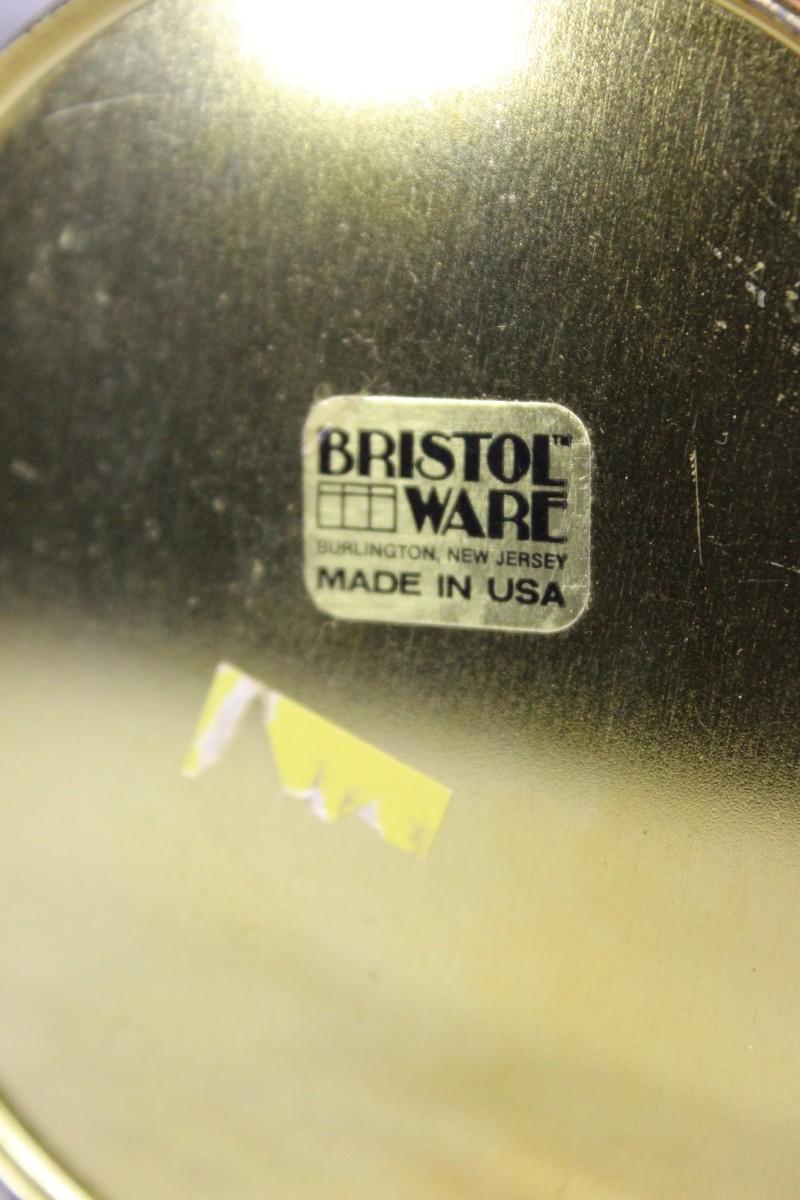 BRISTOL™
WARE
BURLINGTON, NEW JERSEY
MADE IN USA